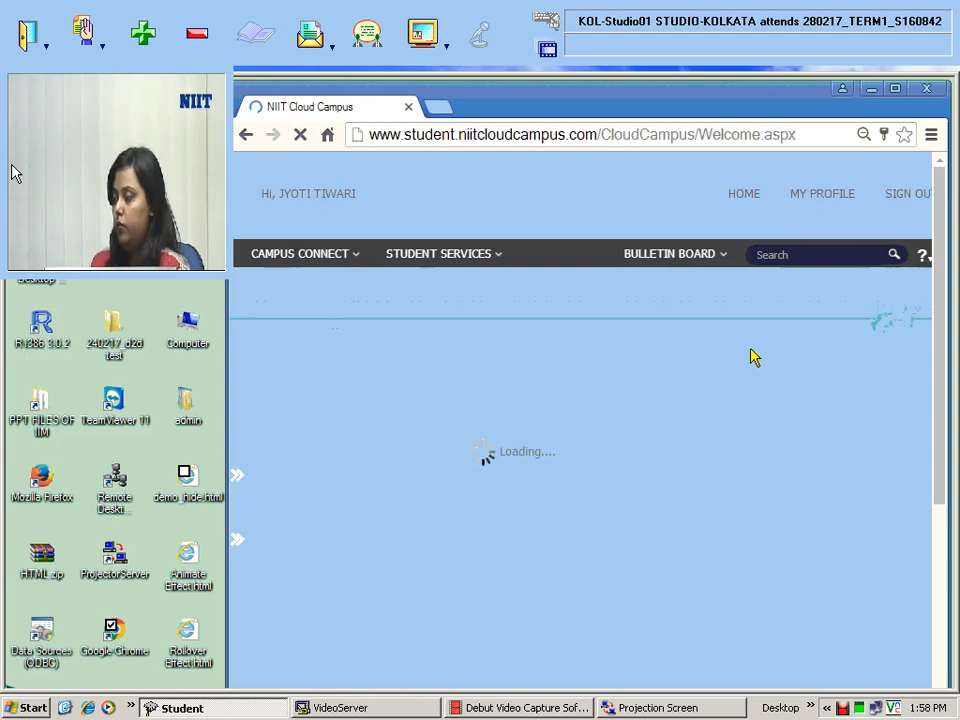 KOL-Studio01 STUDIO-KOLKATA attends 280217_TERM1_S160842
NIIT
NIIT Cloud Campus
www.student.niitcloudcampus.com/CloudCampus/Welcome.aspx
Hi, JYOTI TIWARI
HOME MY PROFILE SIGN OU
CAMPUS CONNECT STUDENT SERVICES BULLETIN BOARD Search ?
Loading....
Desktop ...
R i386 3.0.2 240217_d2d test Computer
PPT FILES OF IIM TeamViewer 11 admin
Mozilla Firefox Remote Deskt... demo_hide.html
HTML.zip ProjectorServer Animate Effect.html
Data Sources (ODBC) Google Chrome Rollover Effect.html
Start Student VideoServer Debut Video Capture Sof... Projection Screen Desktop 1:58 PM